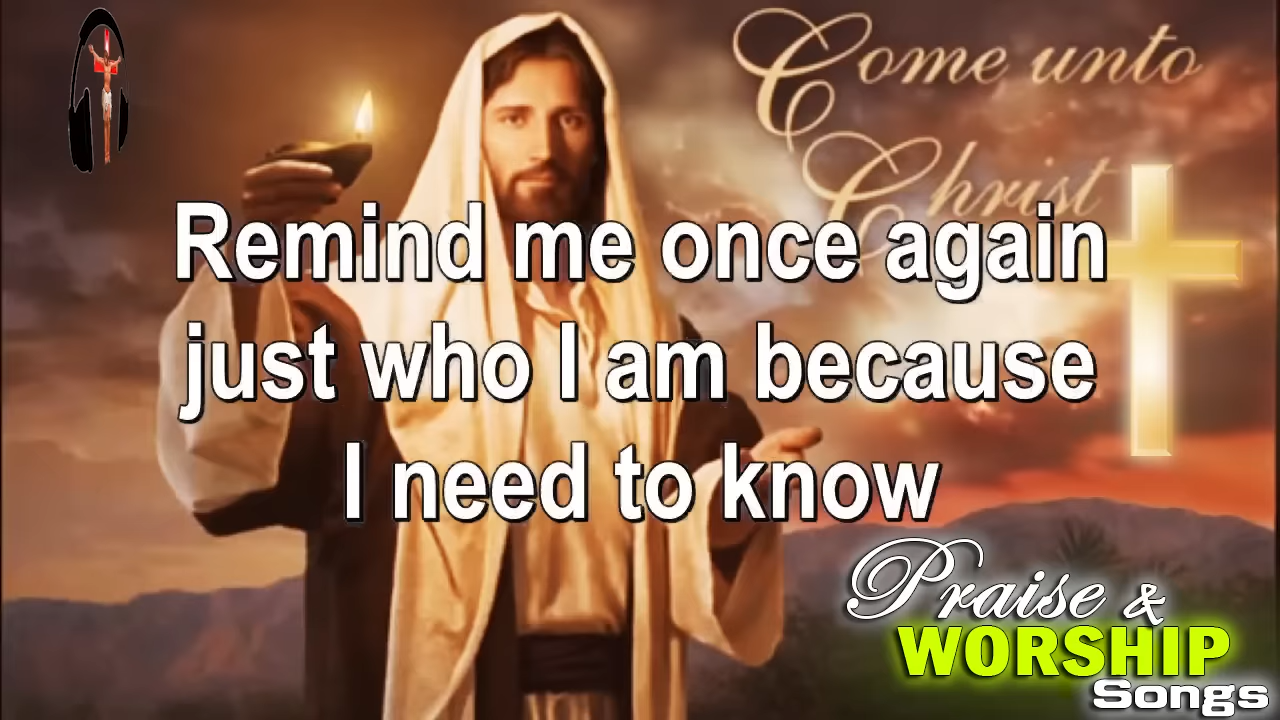 Come unto
Christ
Remind me once again
just who I am because
I need to know
Praise &
WORSHIP
Songs